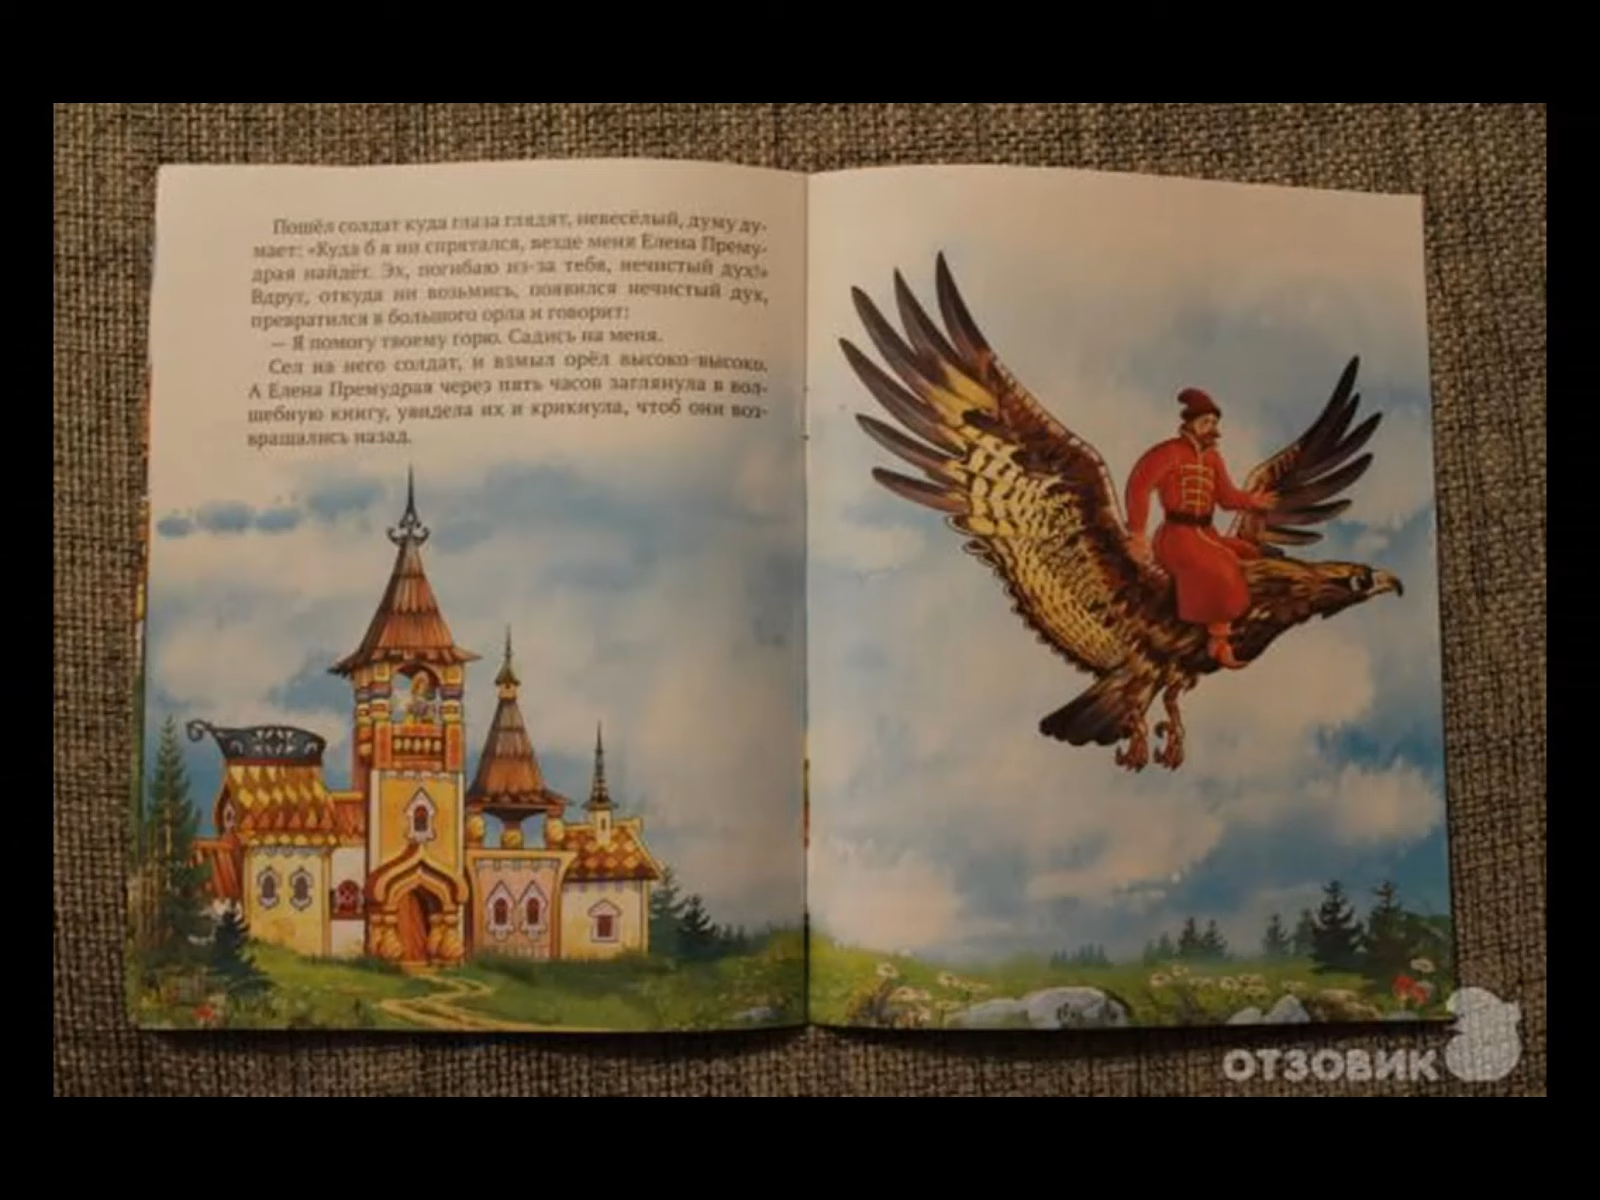 Пошёл солдат куда глаза глядят, невесёлый, думу ду-
мает: «Куда б я ни спрятался, везде меня Елена Прему-
драя найдёт. Эх, погибаю из-за тебя, нечистый дух!»
Вдруг, откуда ни возьмись, появился нечистый дух,
превратился в большого орла и говорит:
— Я помогу твоему горю. Садись на меня.
Сел на него солдат, и взмыл орёл высоко-высоко.
А Елена Премудрая через пять часов заглянула в вол-
шебную книгу, увидела их и крикнула, чтоб они воз-
вращались назад.
ОТЗОВИК